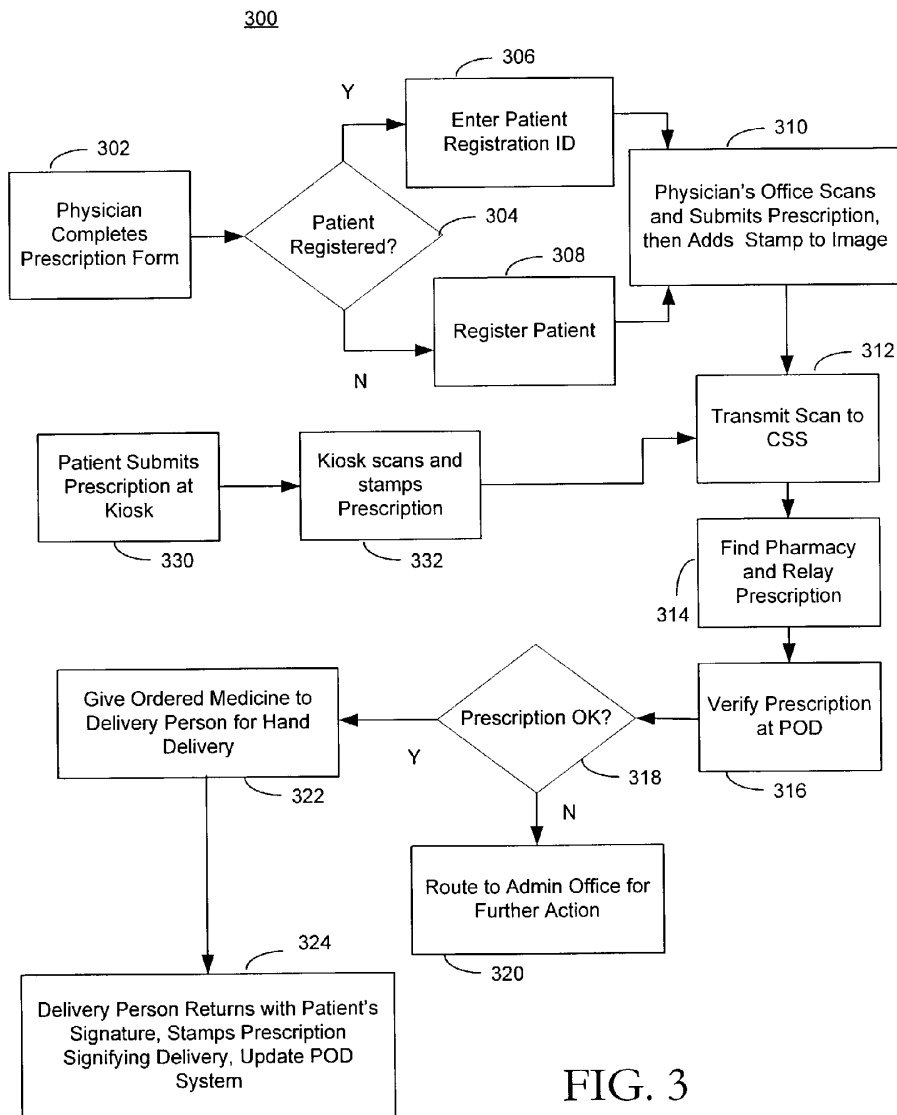 300
306
Y
Enter Patient
Registration ID
310
302
Physician
Completes
Prescription Form
Patient
Registered?
304
Physician's Office Scans
and Submits Prescription,
then Adds Stamp to Image
308
Register Patient
N
312
Transmit Scan to
CSS
Patient Submits
Prescription at
Kiosk
330
Kiosk scans and
stamps
Prescription
332
Find Pharmacy
and Relay
Prescription
314
Give Ordered Medicine to
Delivery Person for Hand
Delivery
322
Y
Prescription OK?
318
N
Verify Prescription
at POD
316
Route to Admin Office for
Further Action
320
324
Delivery Person Returns with Patient's
Signature, Stamps Prescription
Signifying Delivery, Update POD
System
FIG. 3